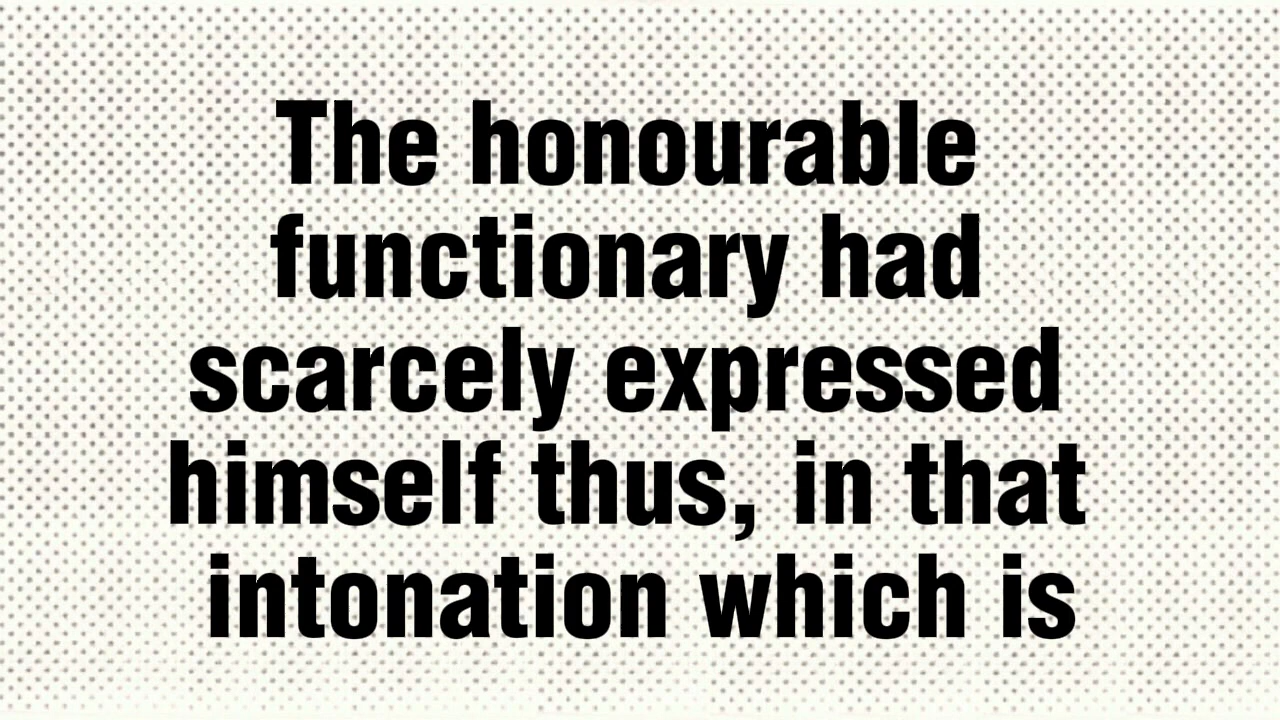 The honourable
functionary had
scarcely expressed
himself thus, in that
intonation which is